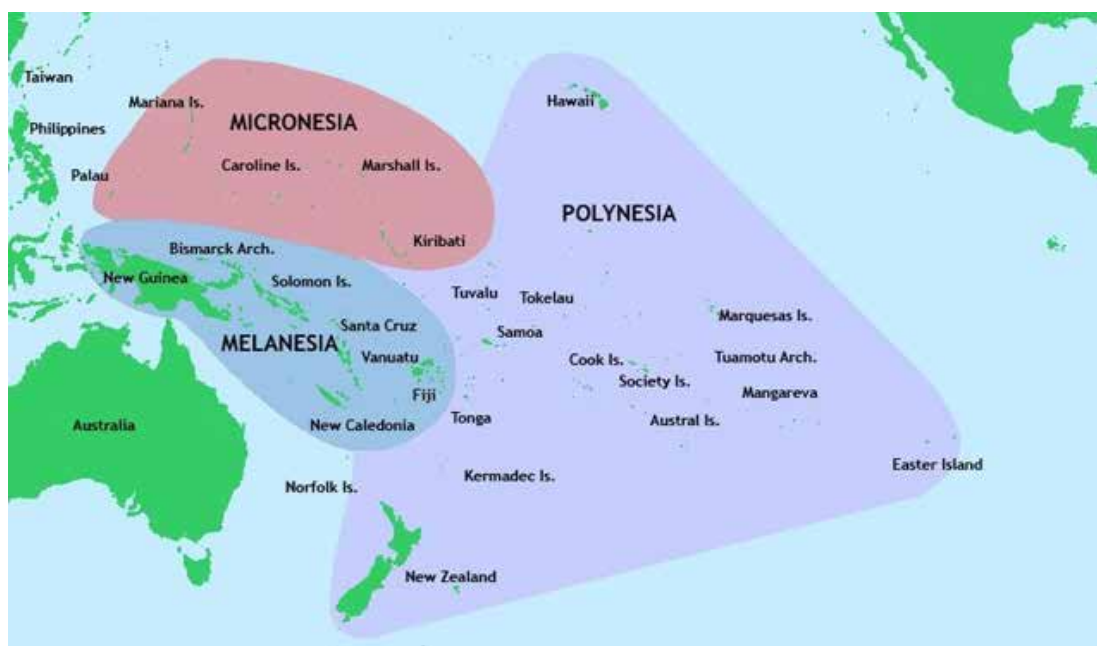 Taiwan
Mariana Is.
Hawaii
MICRONESIA
Philippines
Caroline Is.
Marshall Is.
Palau
POLYNESIA
Kiribati
Bismarck Arch.
New Guinea
Solomon Is.
Tuvalu
Tokelau
Santa Cruz
Samoa
Marquesas Is.
MELANESIA
Vanuatu
Cook Is.
Tuamotu Arch.
Society Is.
Fiji
Mangareva
Tonga
Austral Is.
Australia
New Caledonia
Easter Island
Kermadec Is.
Norfolk Is.
New Zealand